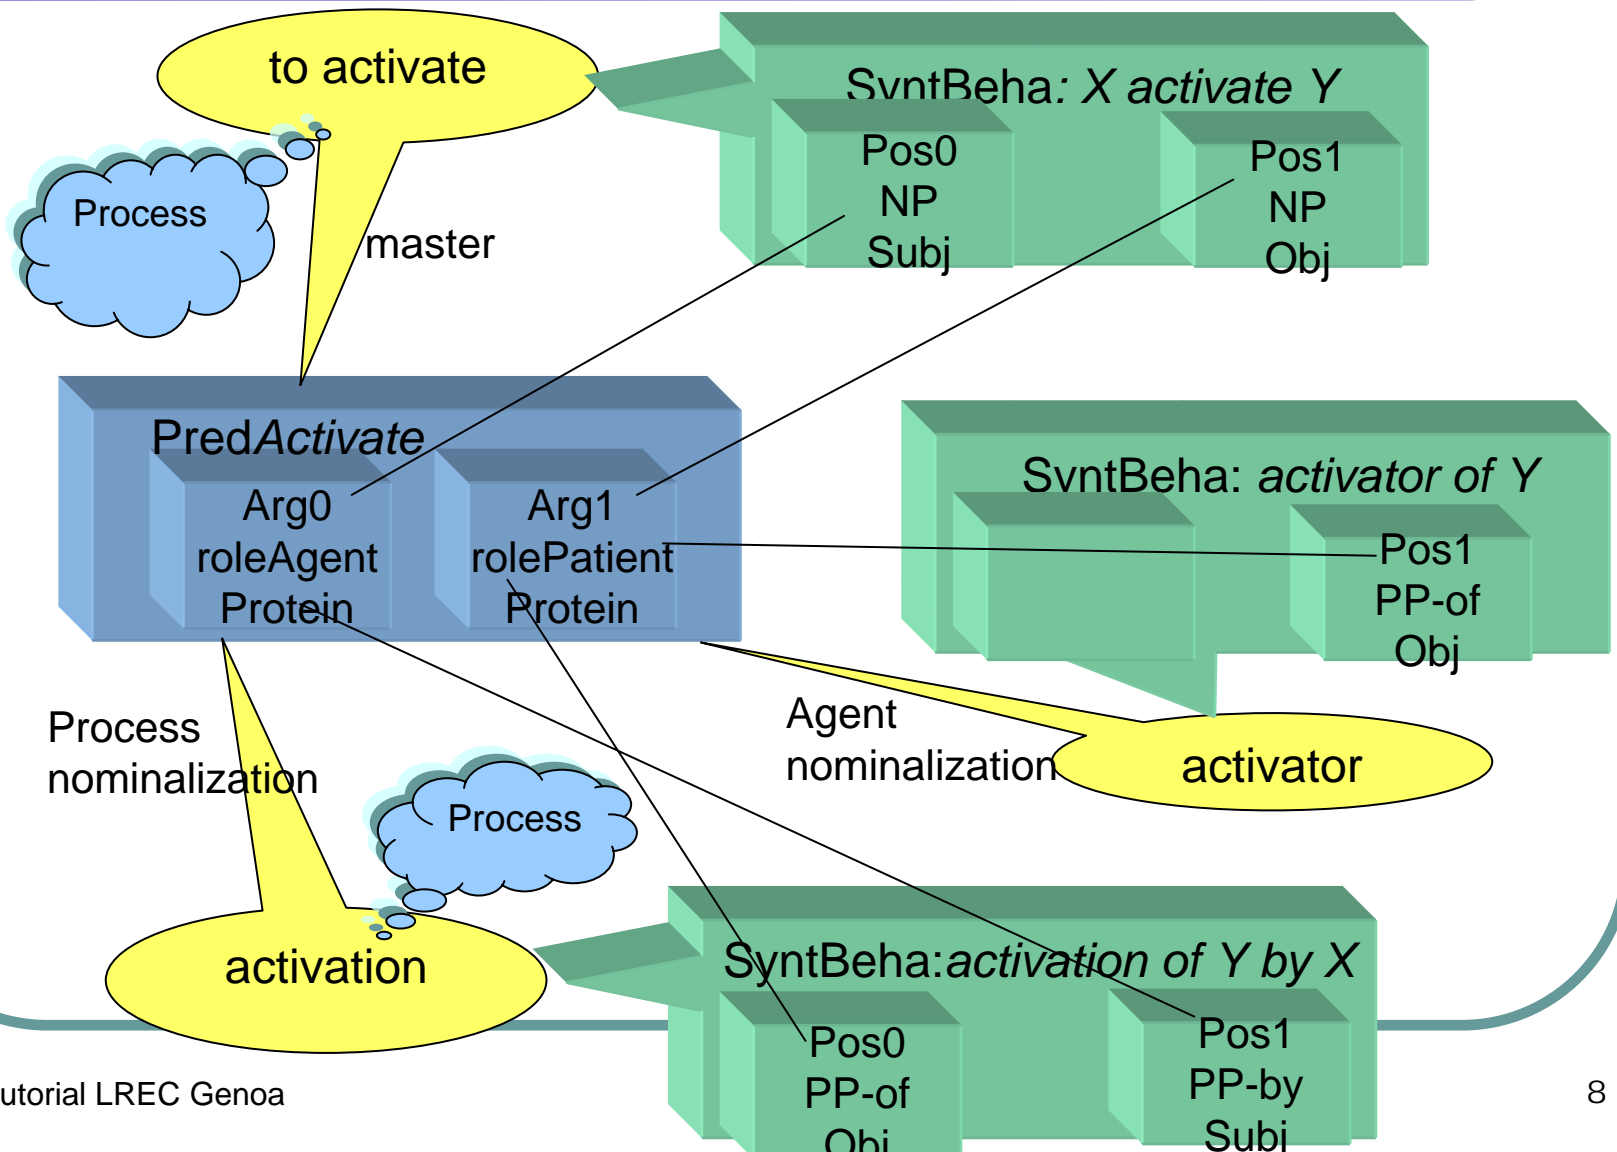 to activate
SyntBeha: X activate Y
Pos0
NP
Subj
Pos1
NP
Obj
Process
master
PredActivate
Arg0
roleAgent
Protein
Arg1
rolePatient
Protein
SyntBeha: activator of Y
Pos1
PP-of
Obj
Process
nominalization
Agent
nominalization
activator
Process
activation
SyntBeha:activation of Y by X
Pos0
PP-of
Obj
Pos1
PP-by
Subj
utorial LREC Genoa
8